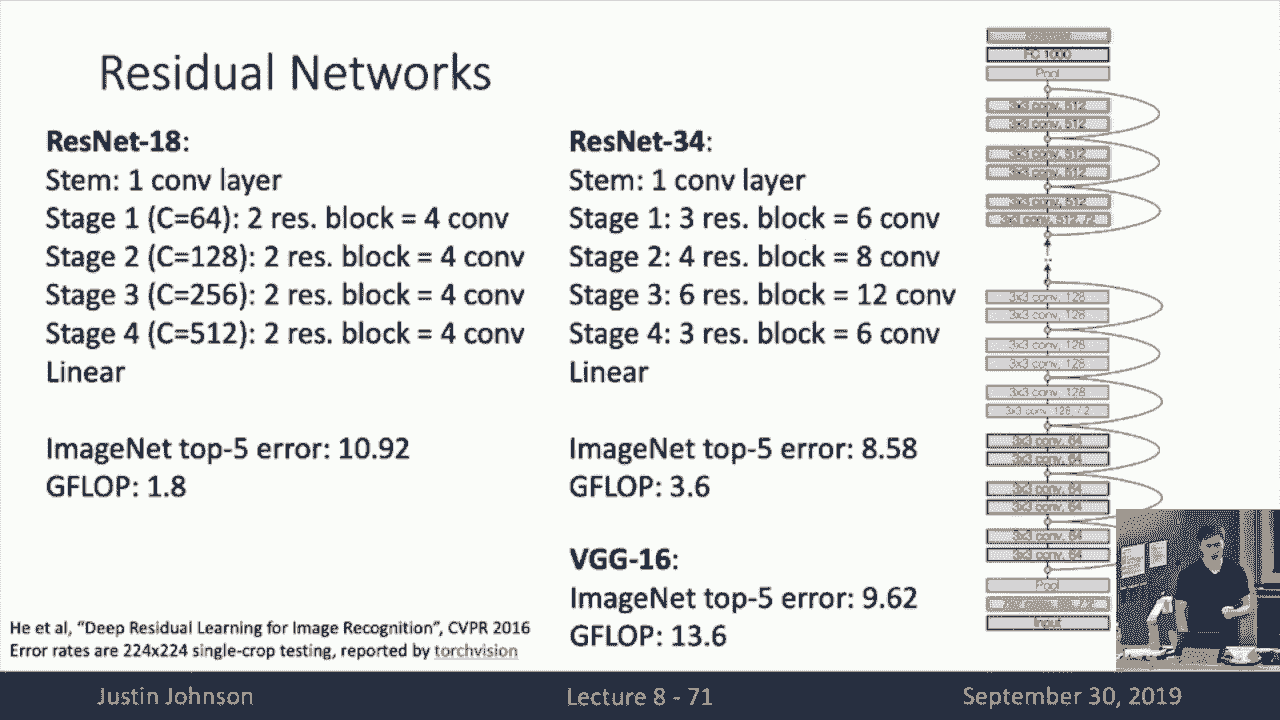 Residual Networks
ResNet-18:
Stem: 1 conv layer
Stage 1 (C=64): 2 res. block = 4 conv
Stage 2 (C=128): 2 res. block = 4 conv
Stage 3 (C=256): 2 res. block = 4 conv
Stage 4 (C=512): 2 res. block = 4 conv
Linear
ImageNet top-5 error: 10.92
GFLOP: 1.8
He et al, “Deep Residual Learning for Image Recognition”, CVPR 2016
Error rates are 224x224 single-crop testing, reported by torchvision
ResNet-34:
Stem: 1 conv layer
Stage 1: 3 res. block = 6 conv
Stage 2: 4 res. block = 8 conv
Stage 3: 6 res. block = 12 conv
Stage 4: 3 res. block = 6 conv
Linear
ImageNet top-5 error: 8.58
GFLOP: 3.6
VGG-16:
ImageNet top-5 error: 9.62
GFLOP: 13.6
FC 1000
Pool
3x3 conv, 512
3x3 conv, 512
3x3 conv, 512
3x3 conv, 512
3x3 conv, 512
3x3 conv, 512, /2
..
3x3 conv, 128
3x3 conv, 128
3x3 conv, 128
3x3 conv, 128
3x3 conv, 128
3x3 conv, 128, / 2
3x3 conv, 64
3x3 conv, 64
3x3 conv, 64
3x3 conv, 64
3x3 conv, 64
3x3 conv, 64
Pool
Input
Justin Johnson
Lecture 8 - 71
September 30, 2019